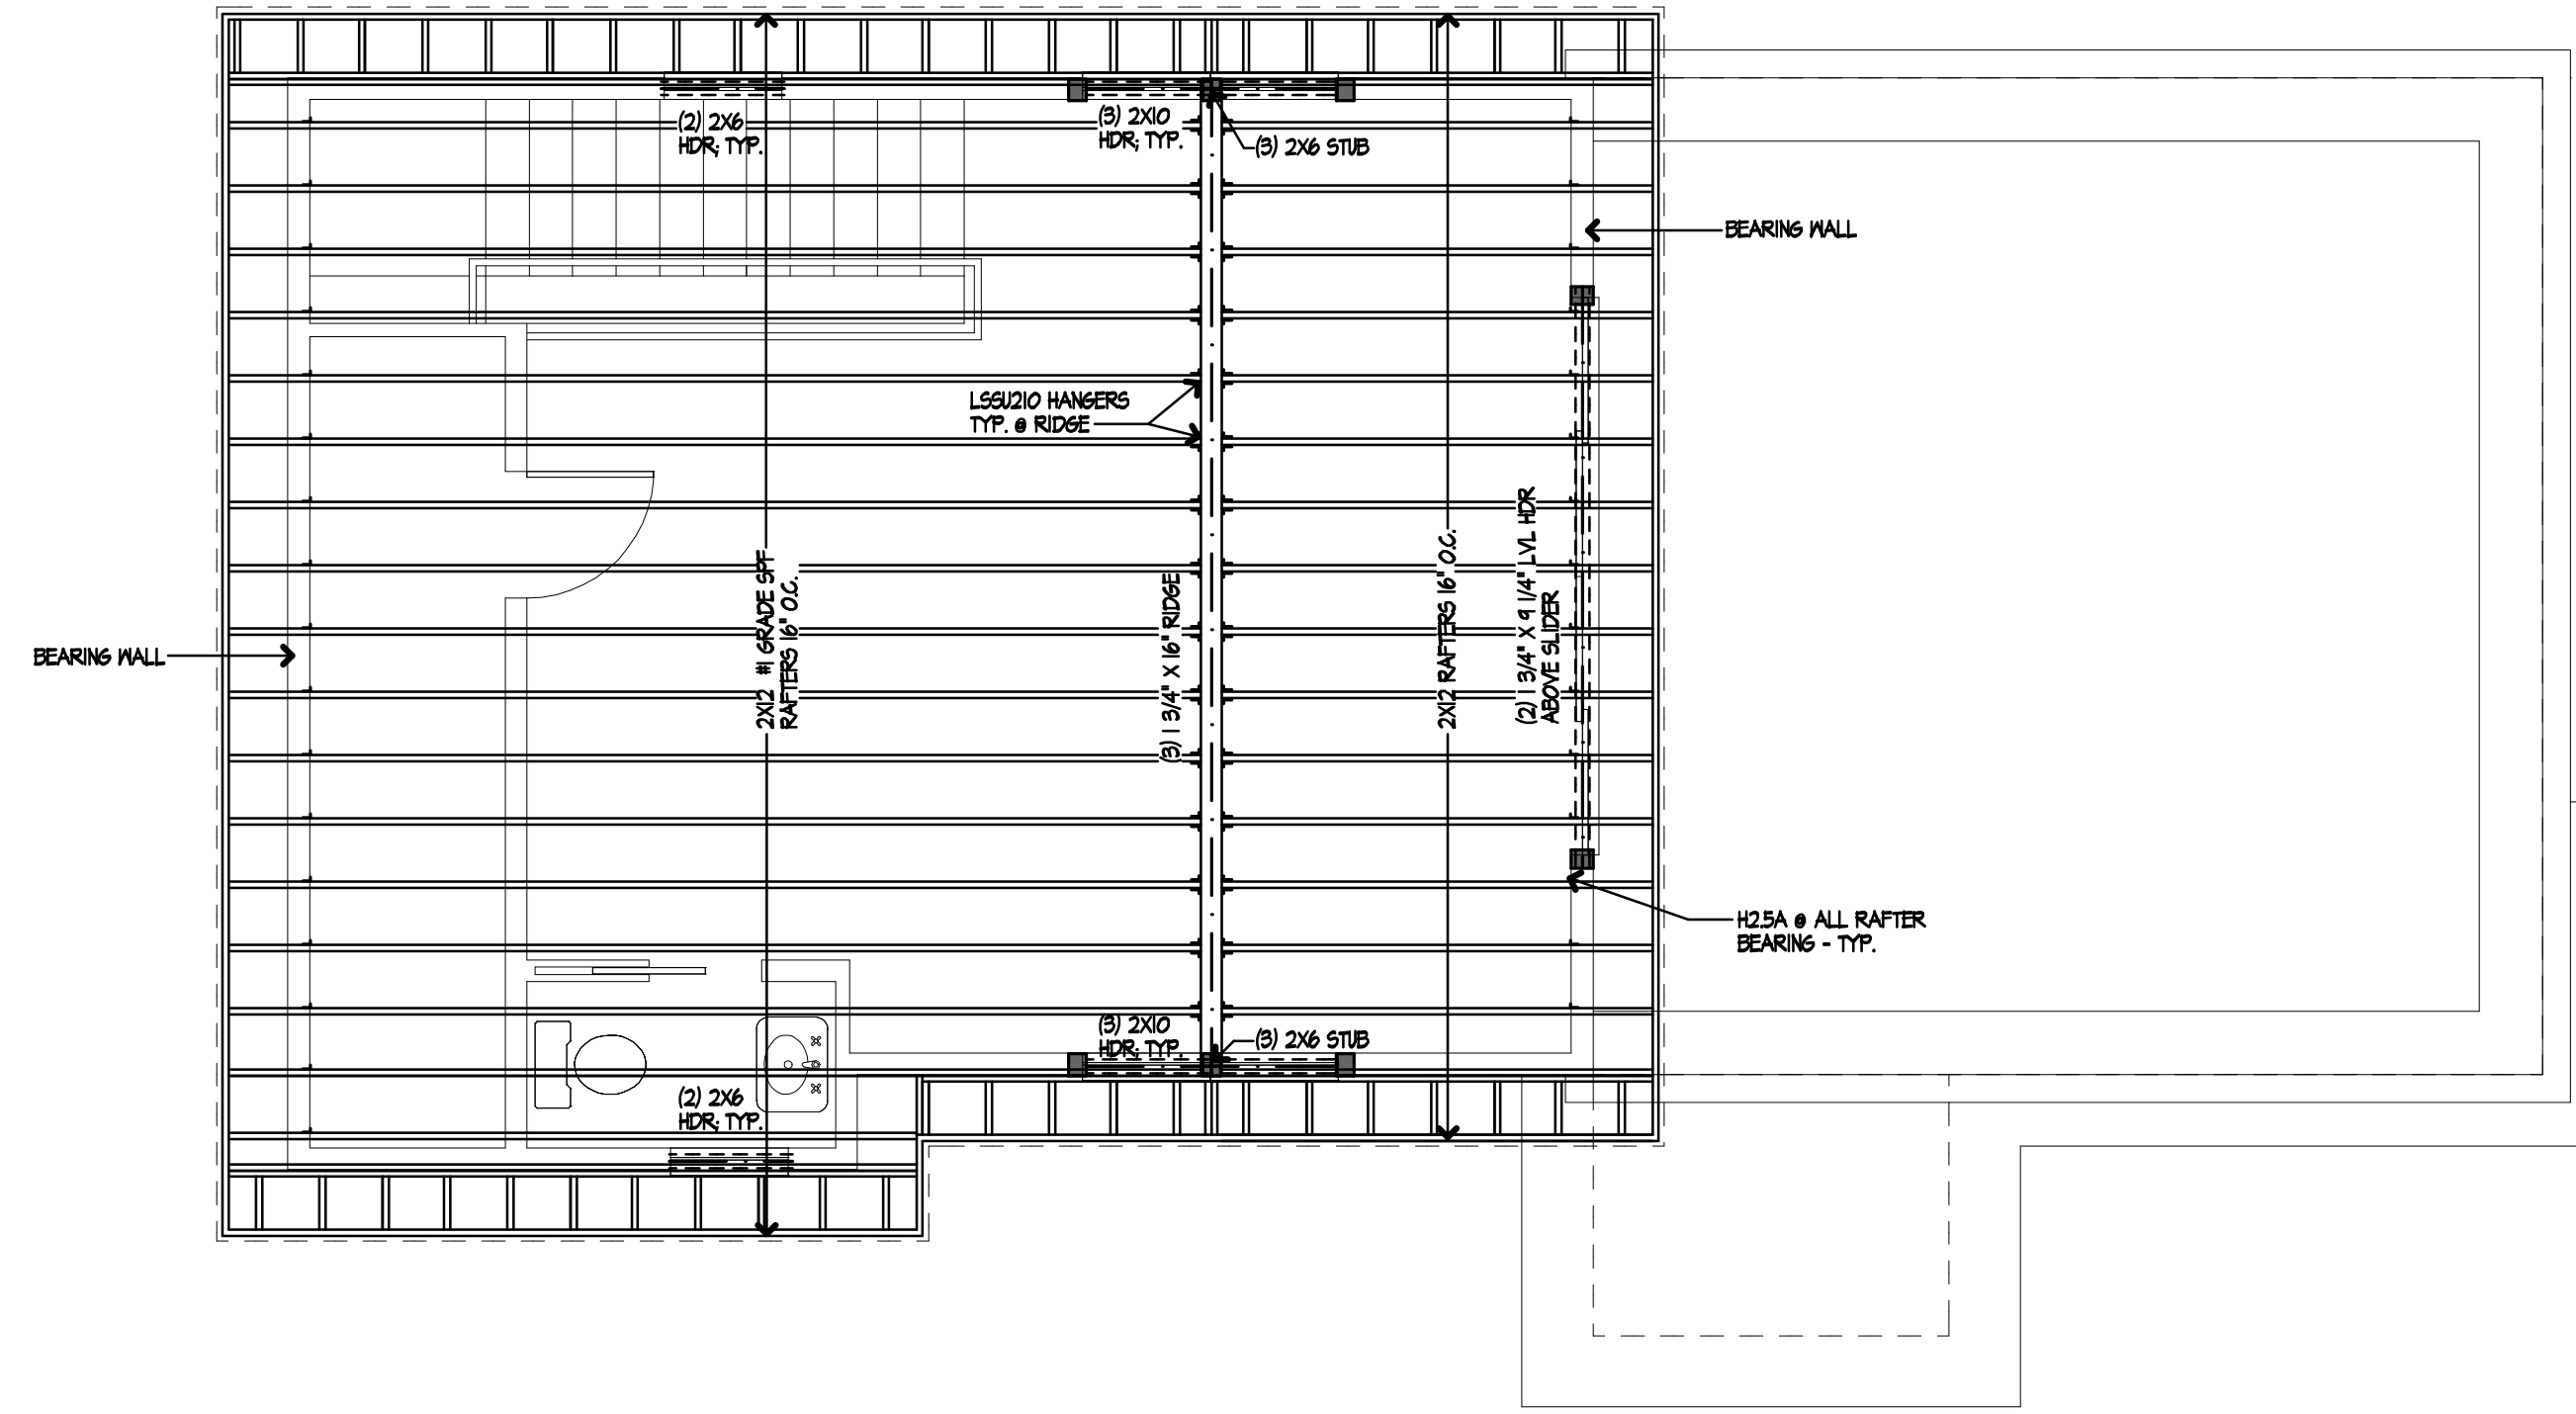 (2) 2X6
HDR; TYP.
(3) 2X10
HDR; TYP.
(3) 2X6 STUB
BEARING WALL
LSSU210 HANGERS
TYP. @ RIDGE
2X12 #1 GRADE SPF
RAFTERS 16" O.C.
(3) 1 3/4" X 16" RIDGE
2X12 RAFTERS 16" O.C.
(2) 1 3/4" X 9 1/4" LVL HDR
ABOVE SLIDER
BEARING WALL
H2.5A @ ALL RAFTER
BEARING - TYP.
(3) 2X10
HDR; TYP.
(3) 2X6 STUB
(2) 2X6
HDR; TYP.